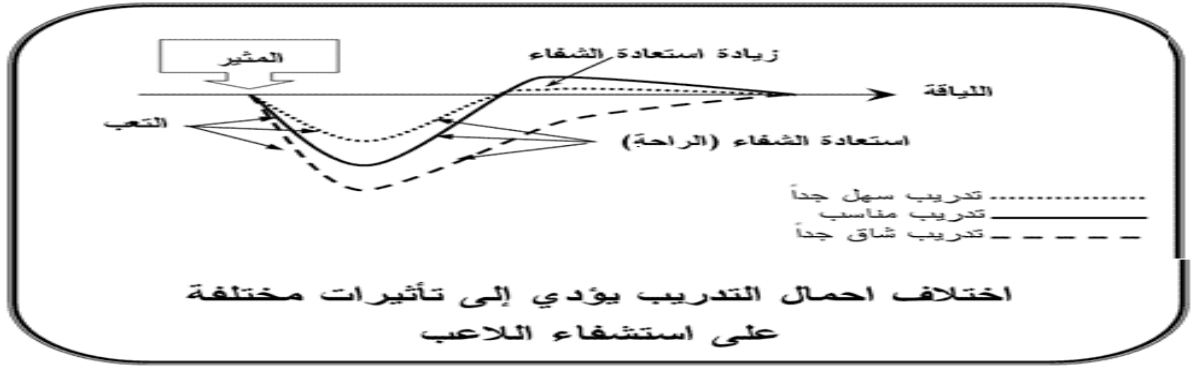 المثير
زيادة استعادة الشفاء
اللياقة
التعب
استعادة الشفاء (الراحة)
تدريب سهل جداً
تدريب مناسب
تدريب شاق جداً
اختلاف احمال التدريب يؤدي إلى تأثيرات مختلفة
على استشفاء اللاعب